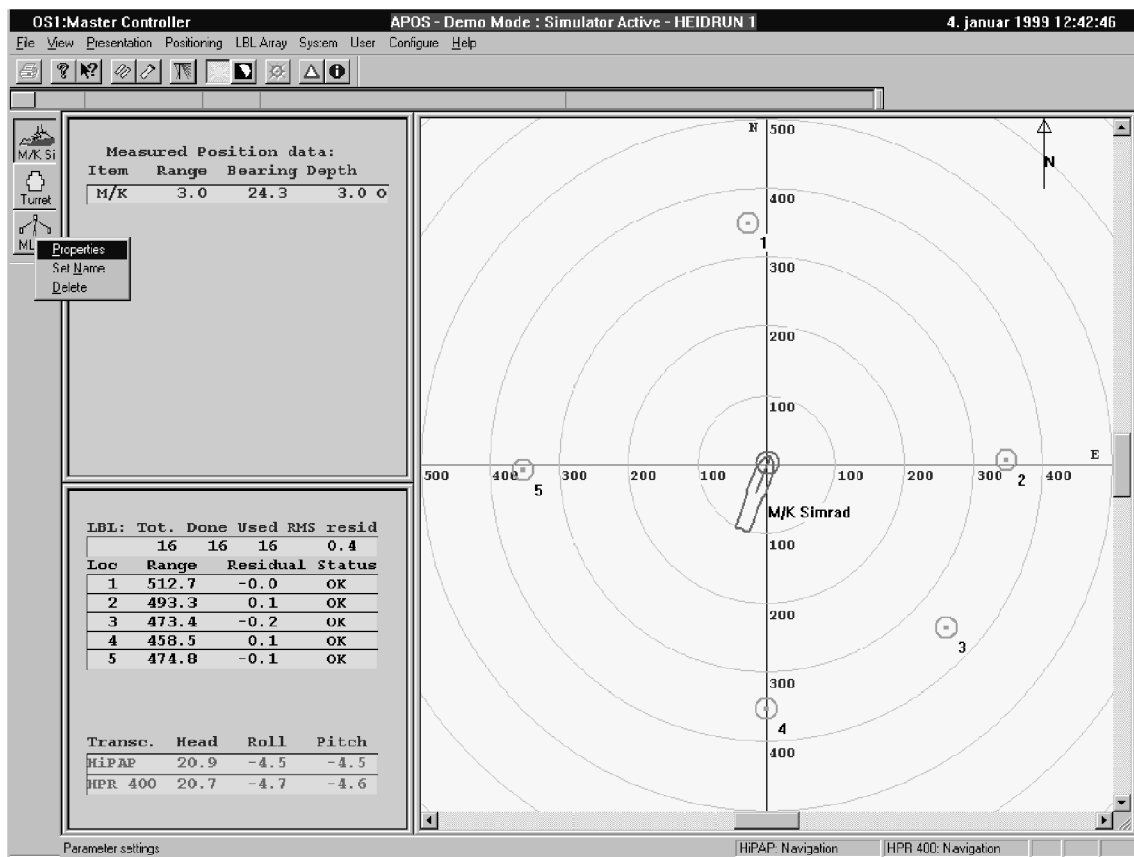 OS1:Master Controller APOS - Demo Mode : Simulator Active - HEIDRUN 1 4. januar 1999 12:42:46
File View Presentation Positioning LBL Array System User Configure Help
M/K Si
Turret
ML
Properties
Set Name
Delete
Measured Position data:
Item Range Bearing Depth
M/K 3.0 24.3 3.0 o
LBL: Tot. Done Used RMS resid
16 16 16 0.4
Loc Range Residual Status
1 512.7 -0.0 OK
2 493.3 0.1 OK
3 473.4 -0.2 OK
4 458.5 0.1 OK
5 474.8 -0.1 OK
Transc. Head Roll Pitch
HiPAP 20.9 -4.5 -4.5
HPR 400 20.7 -4.7 -4.6
N 500
N
400
1
300
200
100
E
500 400 300 200 100 100 200 300 400
5 2
M/K Simrad
100
200
3
300
4
400
Parameter settings HiPAP: Navigation HPR 400: Navigation